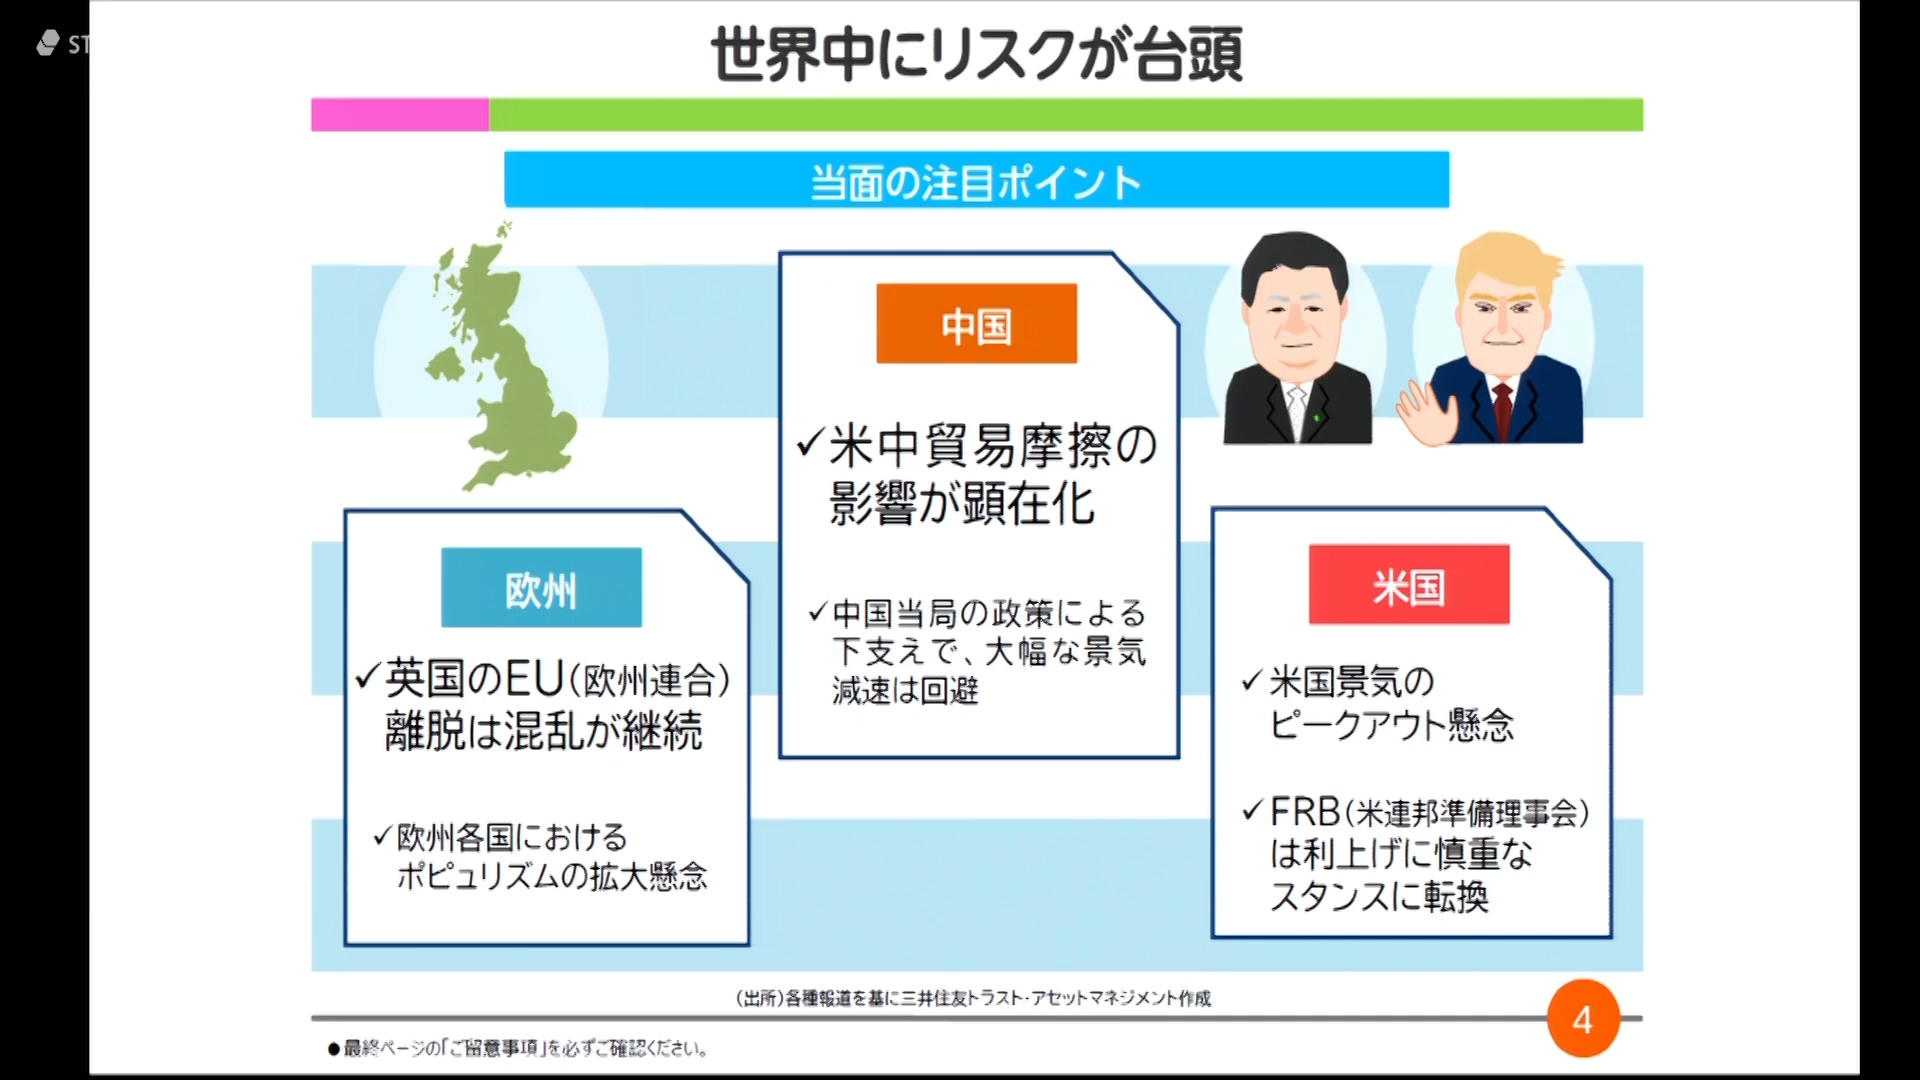 ST
世界中にリスクが台頭
当面の注目ポイント
中国
✓米中貿易摩擦の
影響が顕在化
✓中国当局の政策による
下支えで、大幅な景気
減速は回避
欧州
✓英国のEU(欧州連合)
離脱は混乱が継続
✓欧州各国における
ポピュリズムの拡大懸念
米国
✓米国景気の
ピークアウト懸念
✓FRB(米連邦準備理事会)
は利上げに慎重な
スタンスに転換
(出所)各種報道を基に三井住友トラスト・アセットマネジメント作成
4
●最終ページの「ご留意事項」を必ずご確認ください。